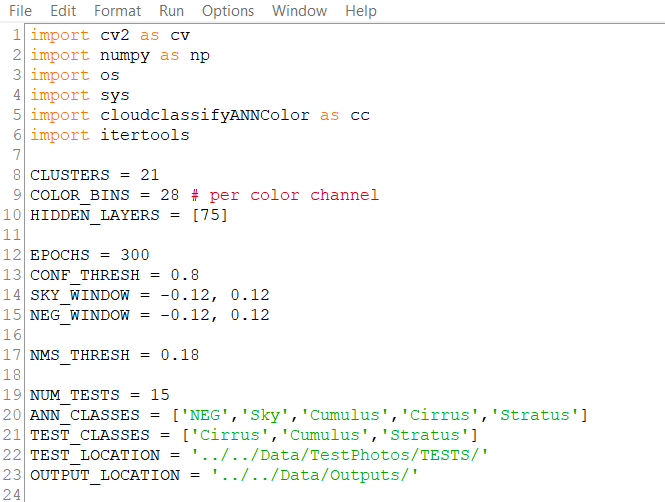 File Edit Format Run Options Window Help
1 import cv2 as cv
2 import numpy as np
3 import os
4 import sys
5 import cloudclassifyANNColor as cc
6 import itertools
7
8 CLUSTERS = 21
9 COLOR_BINS = 28 # per color channel
10 HIDDEN_LAYERS = [75]
11
12 EPOCHS = 300
13 CONF_THRESH = 0.8
14 SKY_WINDOW = -0.12, 0.12
15 NEG_WINDOW = -0.12, 0.12
16
17 NMS_THRESH = 0.18
18
19 NUM_TESTS = 15
20 ANN_CLASSES = ['NEG','Sky','Cumulus','Cirrus','Stratus']
21 TEST_CLASSES = ['Cirrus','Cumulus','Stratus']
22 TEST_LOCATION = '../../Data/TestPhotos/TESTS/'
23 OUTPUT_LOCATION = '../../Data/Outputs/'
24